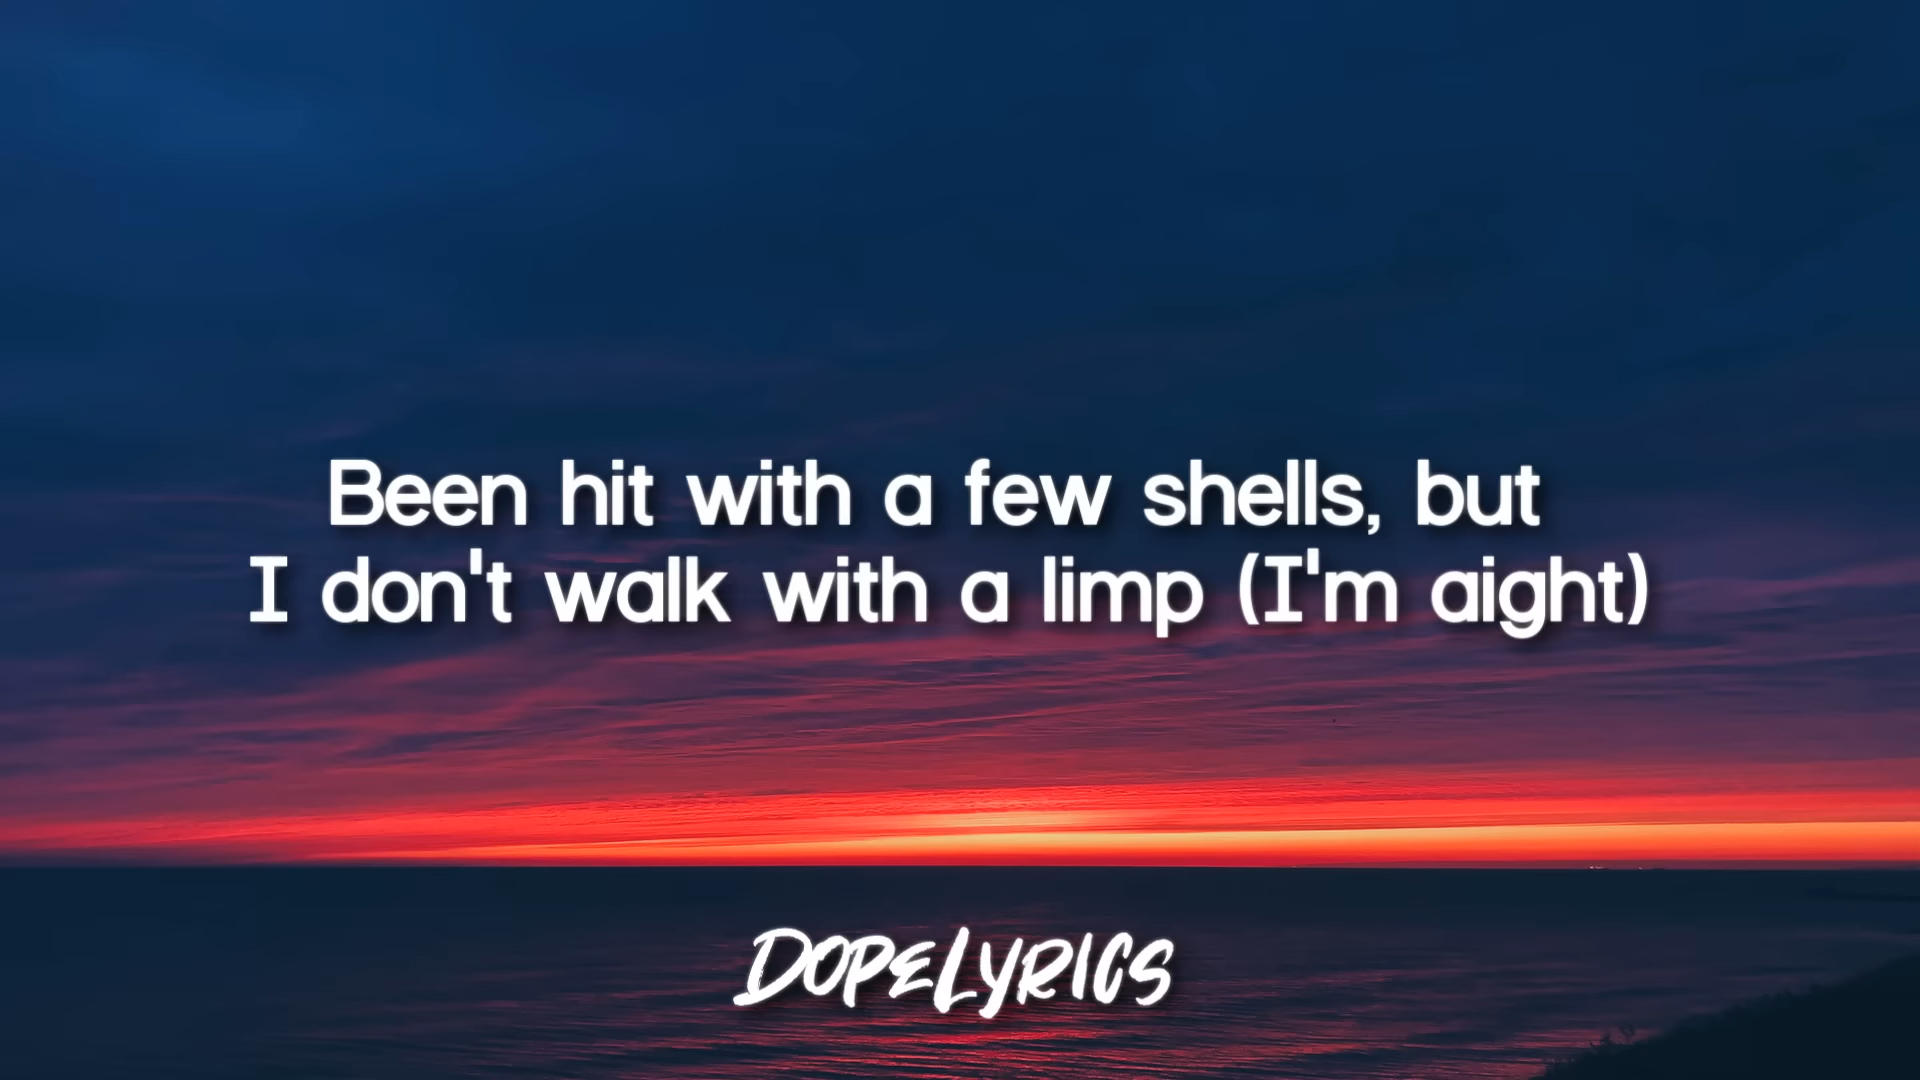 Been hit with a few shells, but
I don't walk with a limp (I'm aight)
DOPELYRICS